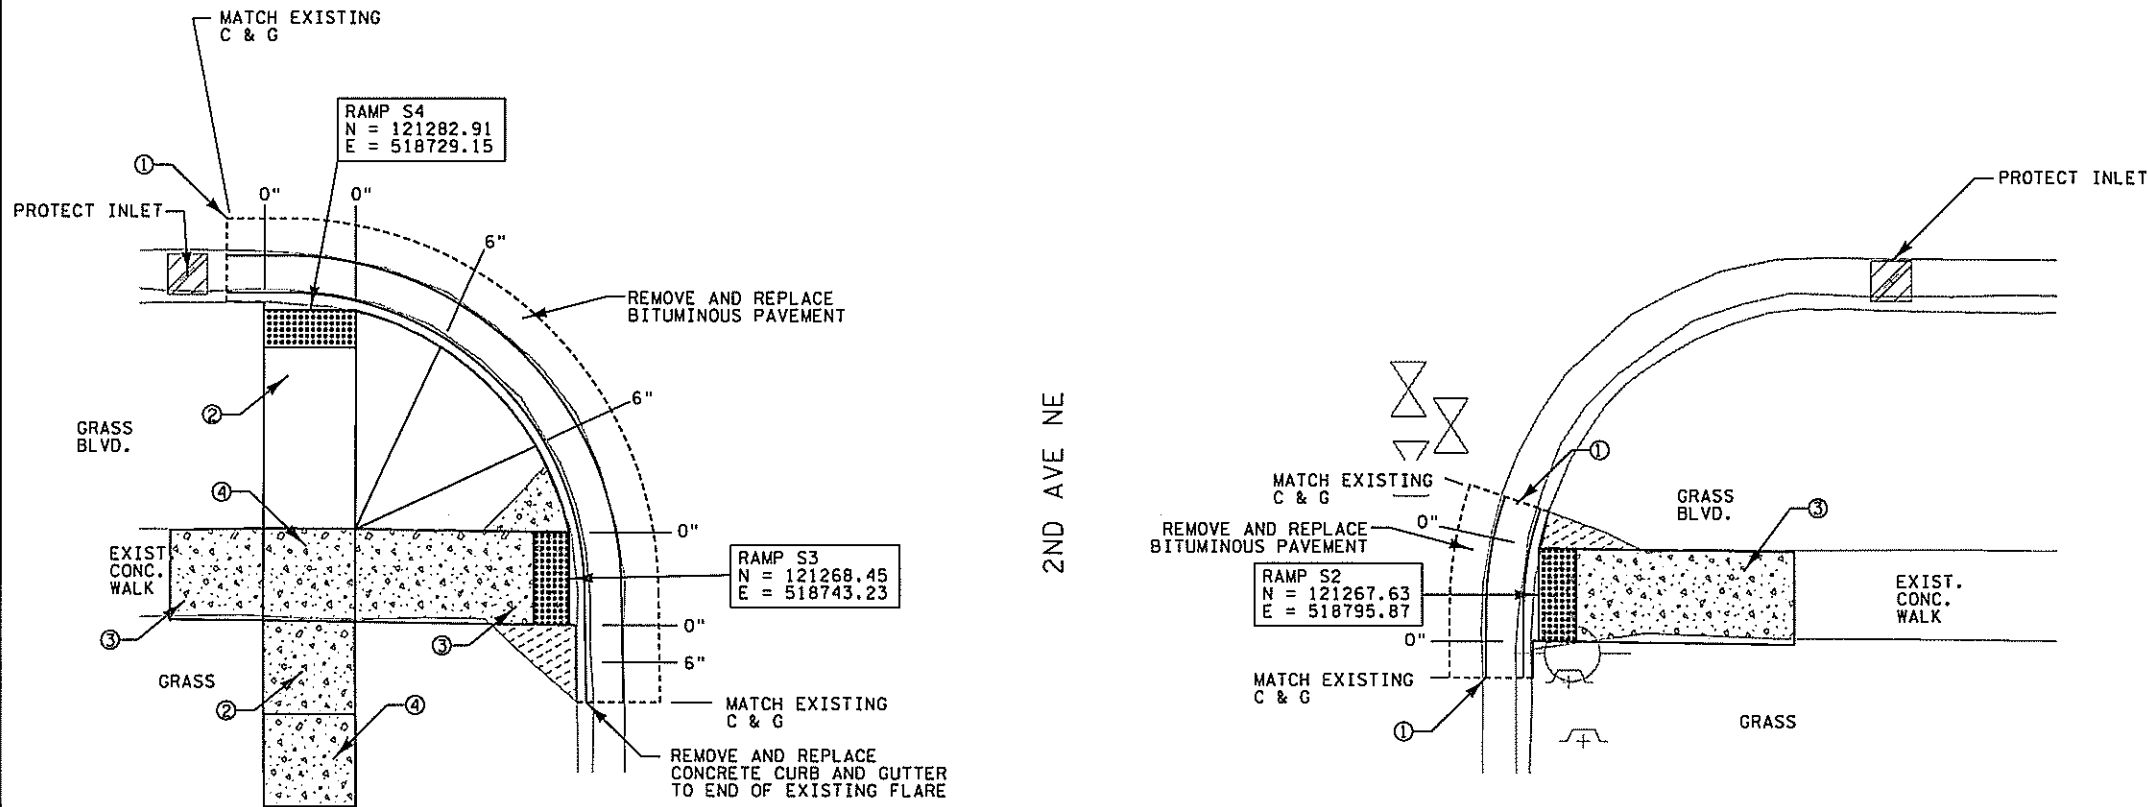 MATCH EXISTING
C & G
RAMP S4
N = 121282.91
E = 518729.15
①
0"
0"
PROTECT INLET
6"
REMOVE AND REPLACE
BITUMINOUS PAVEMENT
6"
②
GRASS
BLVD.
④
EXIST
CONC.
WALK
0"
RAMP S3
N = 121268.45
E = 518743.23
③
③
0"
6"
GRASS
②
④
MATCH EXISTING
C & G
REMOVE AND REPLACE
CONCRETE CURB AND GUTTER
TO END OF EXISTING FLARE
2ND AVE NE
PROTECT INLET
①
MATCH EXISTING
C & G
GRASS
BLVD.
③
0"
REMOVE AND REPLACE
BITUMINOUS PAVEMENT
RAMP S2
N = 121267.63
E = 518795.87
EXIST.
CONC.
WALK
0"
MATCH EXISTING
C & G
①
GRASS